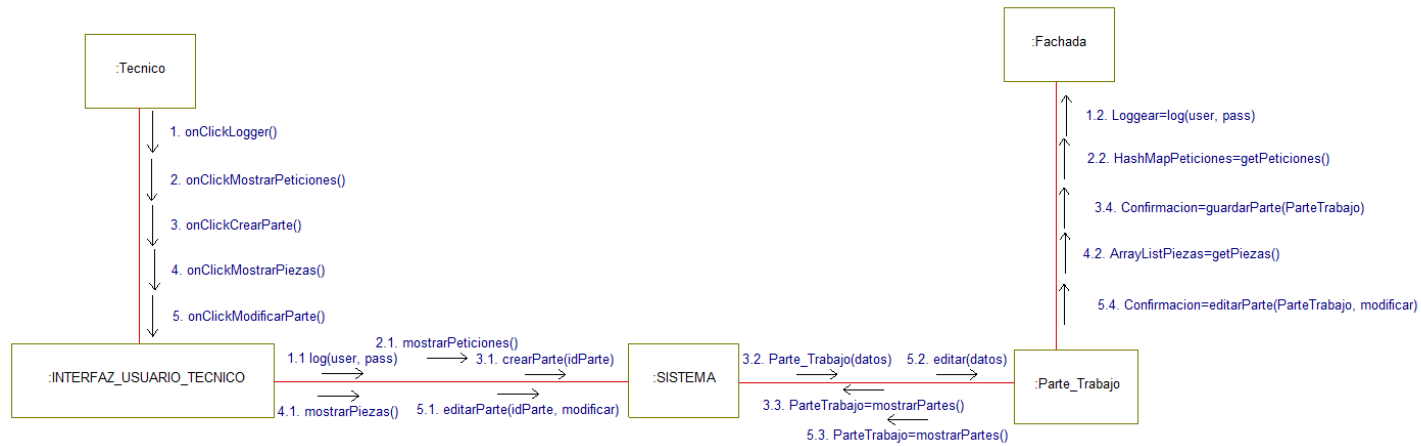 :Tecnico
:Fachada
1. onClickLogger()
2. onClickMostrarPeticiones()
3. onClickCrearParte()
4. onClickMostrarPiezas()
5. onClickModificarParte()
1.2. Loggear=log(user, pass)
2.2. HashMapPeticiones=getPeticiones()
3.4. Confirmacion=guardarParte(ParteTrabajo)
4.2. ArrayListPiezas=getPiezas()
5.4. Confirmacion=editarParte(ParteTrabajo, modificar)
:INTERFAZ_USUARIO_TECNICO
1.1 log(user, pass)
2.1. mostrarPeticiones()
3.1. crearParte(idParte)
4.1. mostrarPiezas()
5.1. editarParte(idParte, modificar)
:SISTEMA
3.2. Parte_Trabajo(datos)
5.2. editar(datos)
3.3. ParteTrabajo=mostrarPartes()
5.3. ParteTrabajo=mostrarPartes()
:Parte_Trabajo